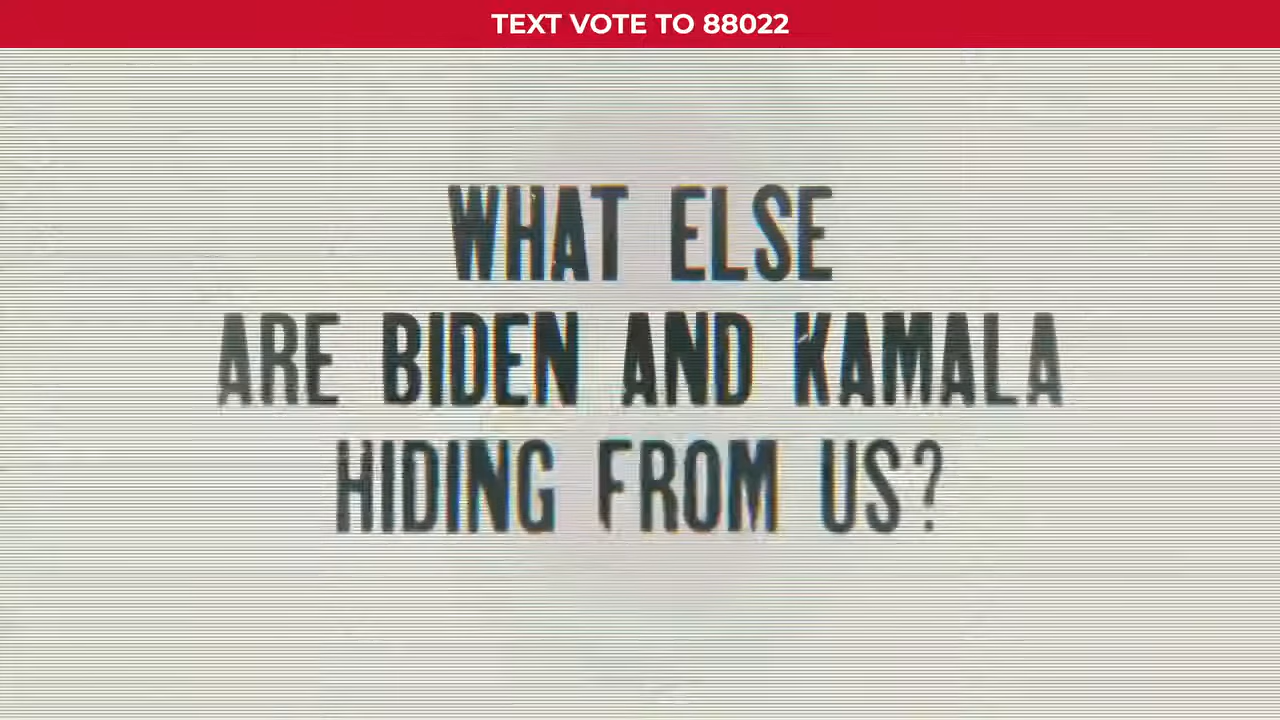 TEXT VOTE TO 88022
WHAT ELSE
ARE BIDEN AND KAMALA
HIDING FROM US?